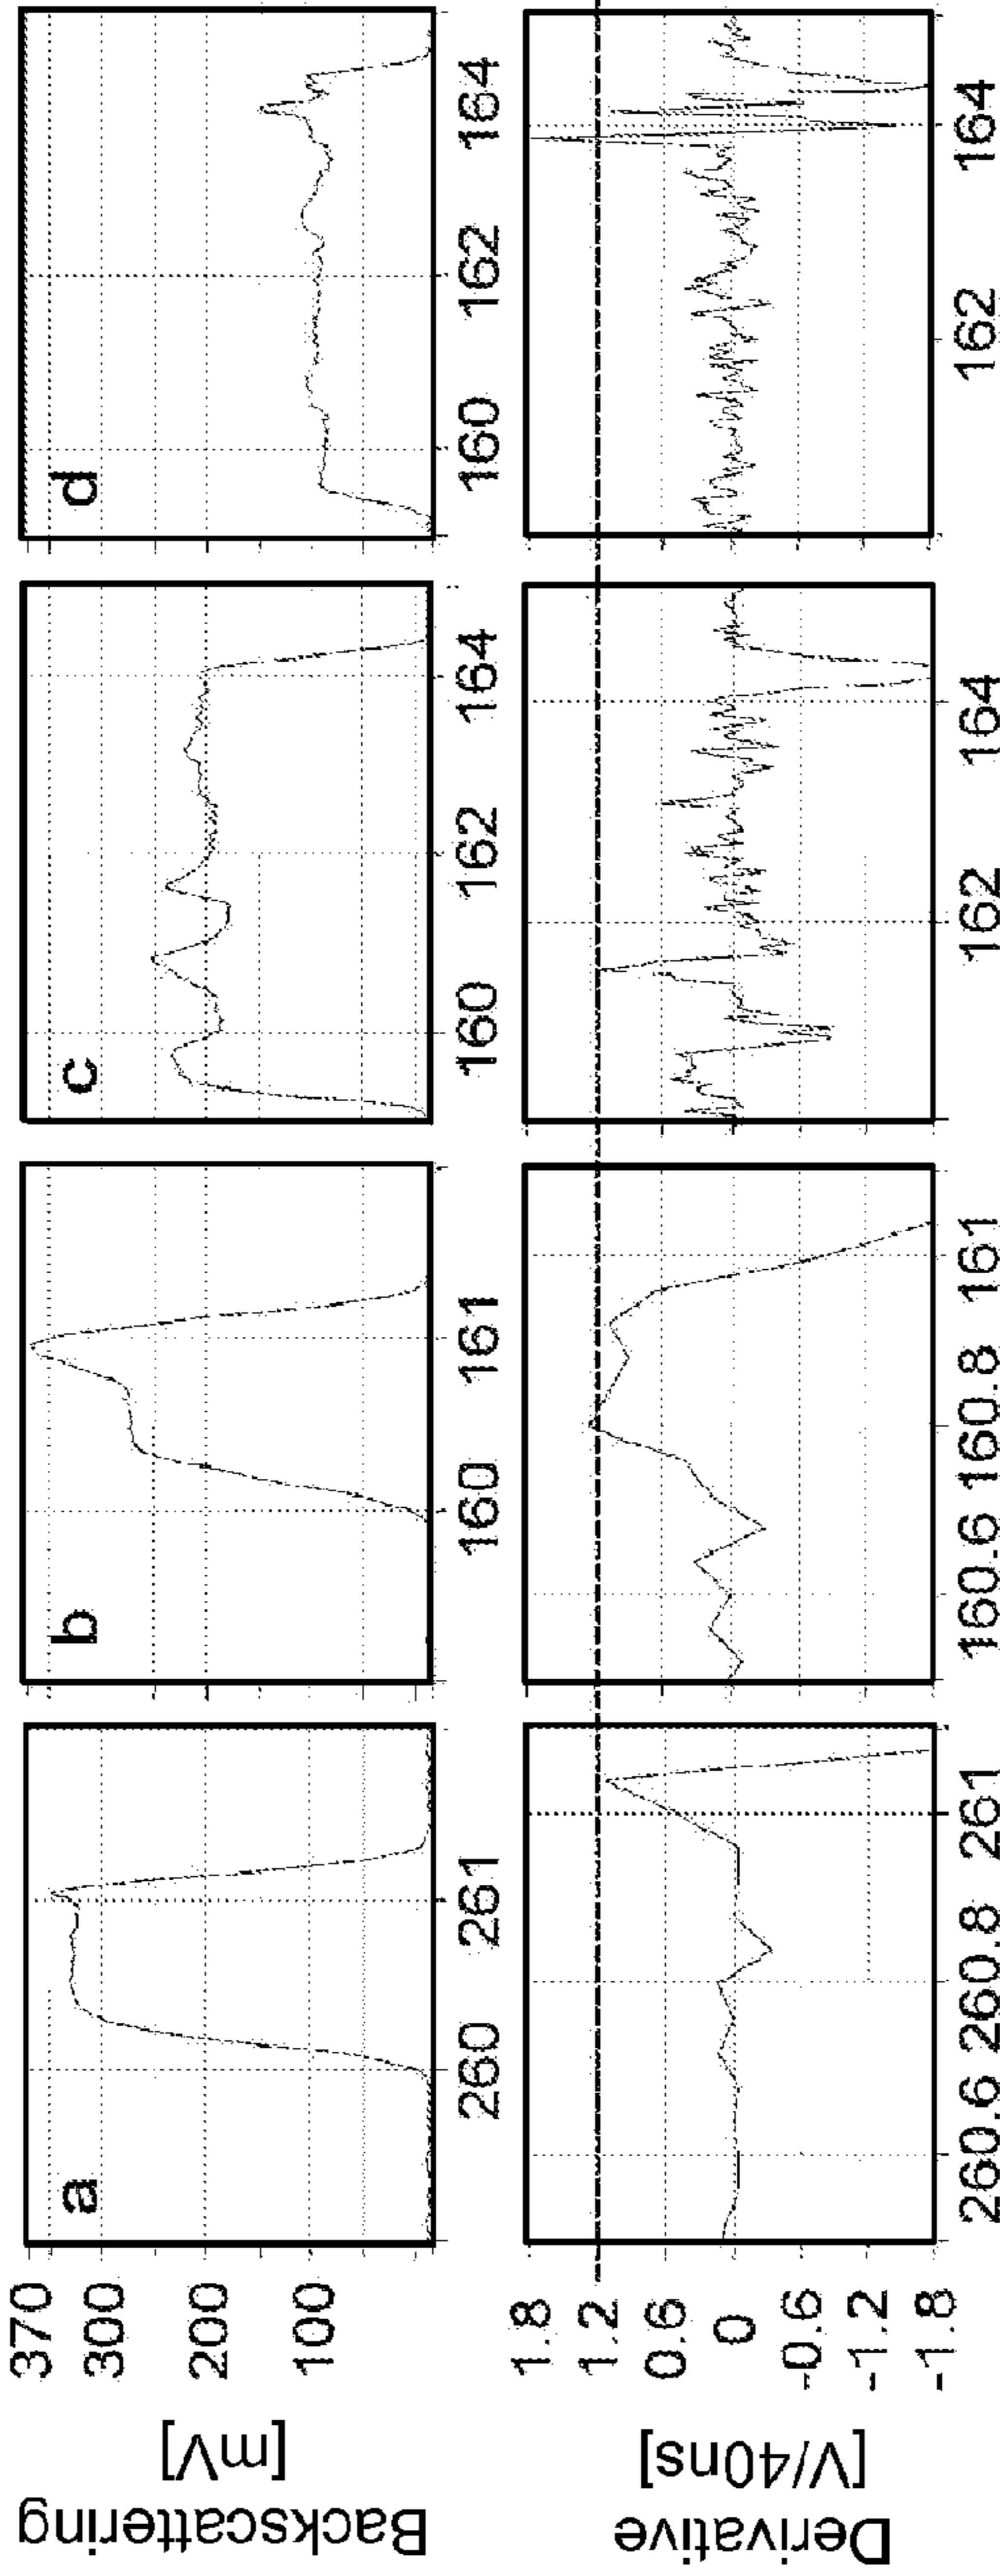 Backscattering
[mV]
370
300
200
100
a
b
c
d
260 261
160 161
160 162 164
160 162 164
Derivative
[V/40ns]
1.8
1.2
0.6
0
-0.6
-1.2
-1.8
260.6 260.8 261
160.6 160.8 161
162 164
162 164